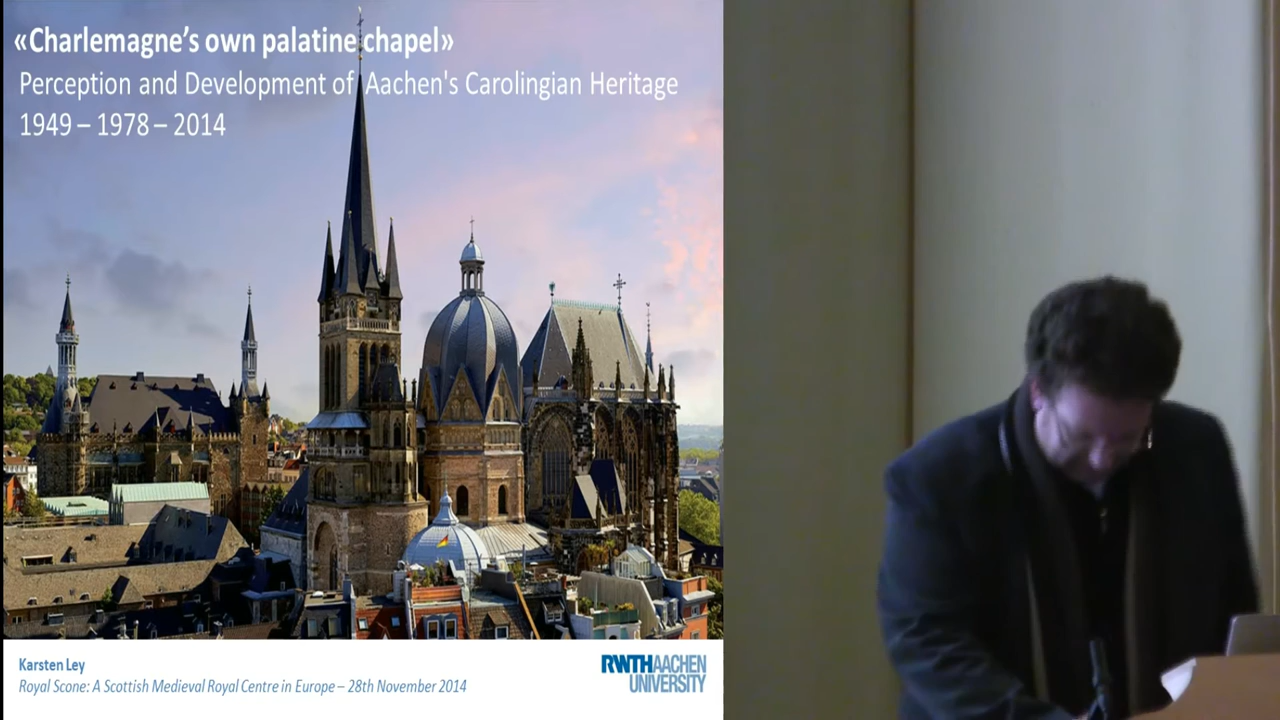 «Charlemagne's own palatine chapel»
Perception and Development of Aachen's Carolingian Heritage
1949 – 1978 – 2014
Karsten Ley
Royal Scone: A Scottish Medieval Royal Centre in Europe – 28th November 2014
RWTHAACHEN
UNIVERSITY